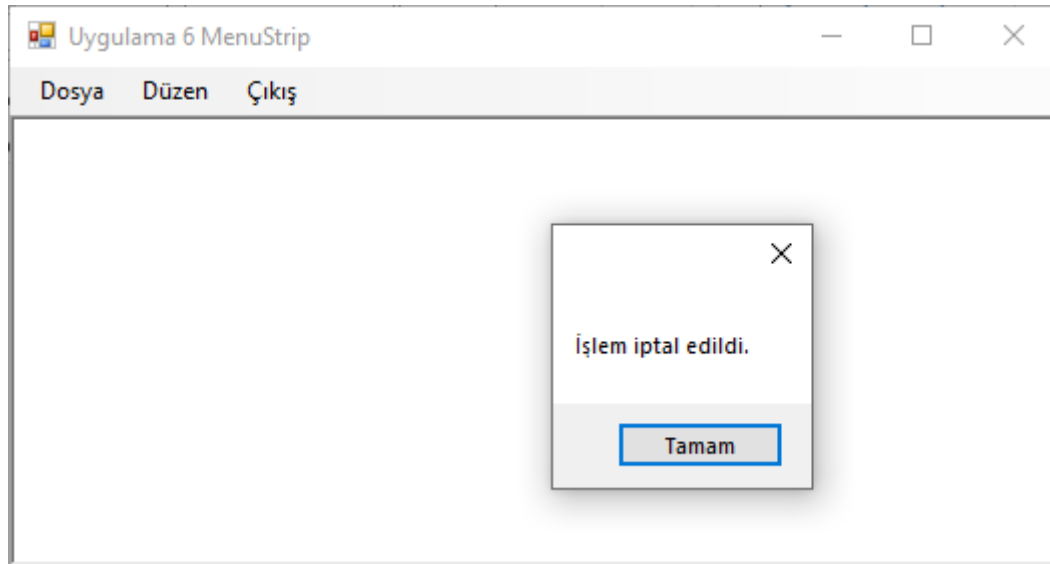 Uygulama 6 MenuStrip
Dosya Düzen Çıkış
İşlem iptal edildi.
Tamam